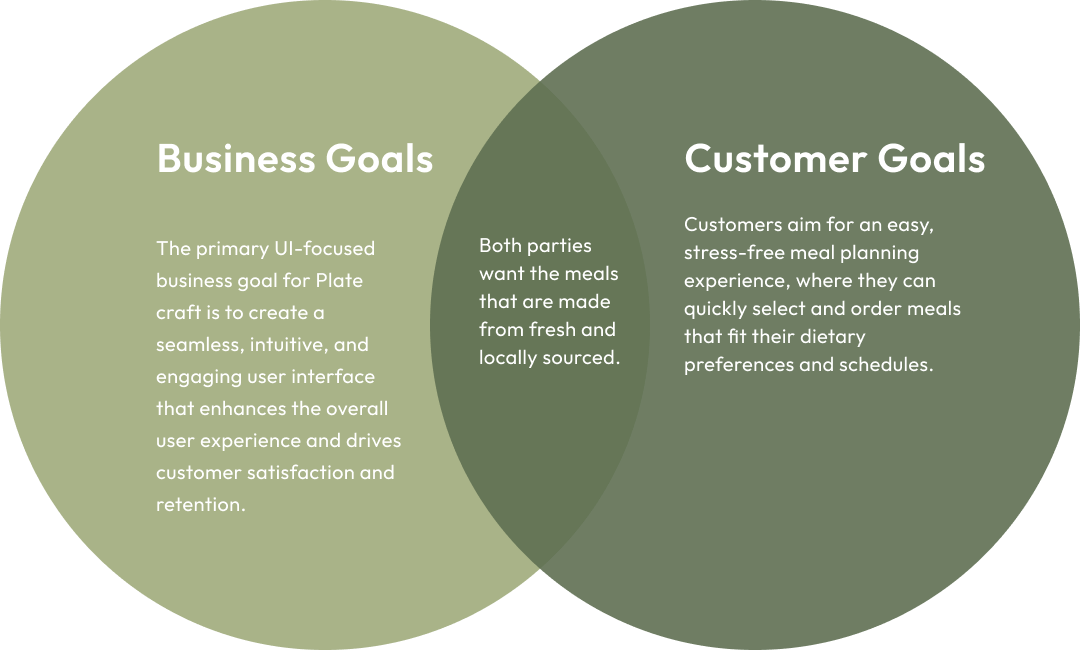 Business Goals
The primary UI-focused
business goal for Plate
craft is to create a
seamless, intuitive, and
engaging user interface
that enhances the overall
user experience and drives
customer satisfaction and
retention.
Both parties
want the meals
that are made
from fresh and
locally sourced.
Customer Goals
Customers aim for an easy,
stress-free meal planning
experience, where they can
quickly select and order meals
that fit their dietary
preferences and schedules.